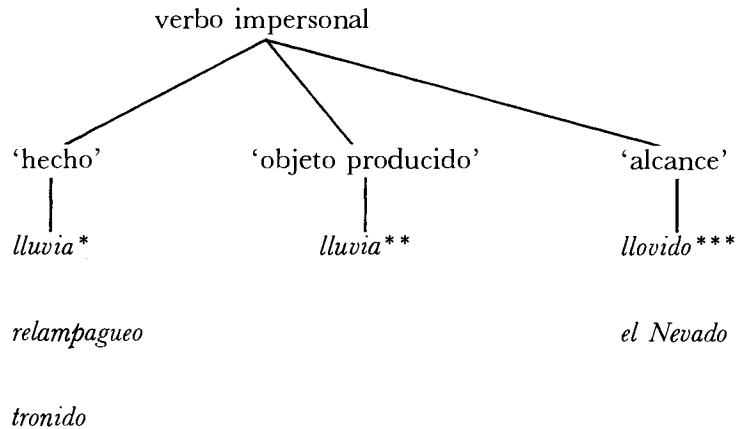 verbo impersonal
‘hecho’ ‘objeto producido’ ‘alcance’
lluvia* lluvia** llovido***
relampagueo el Nevado
tronido